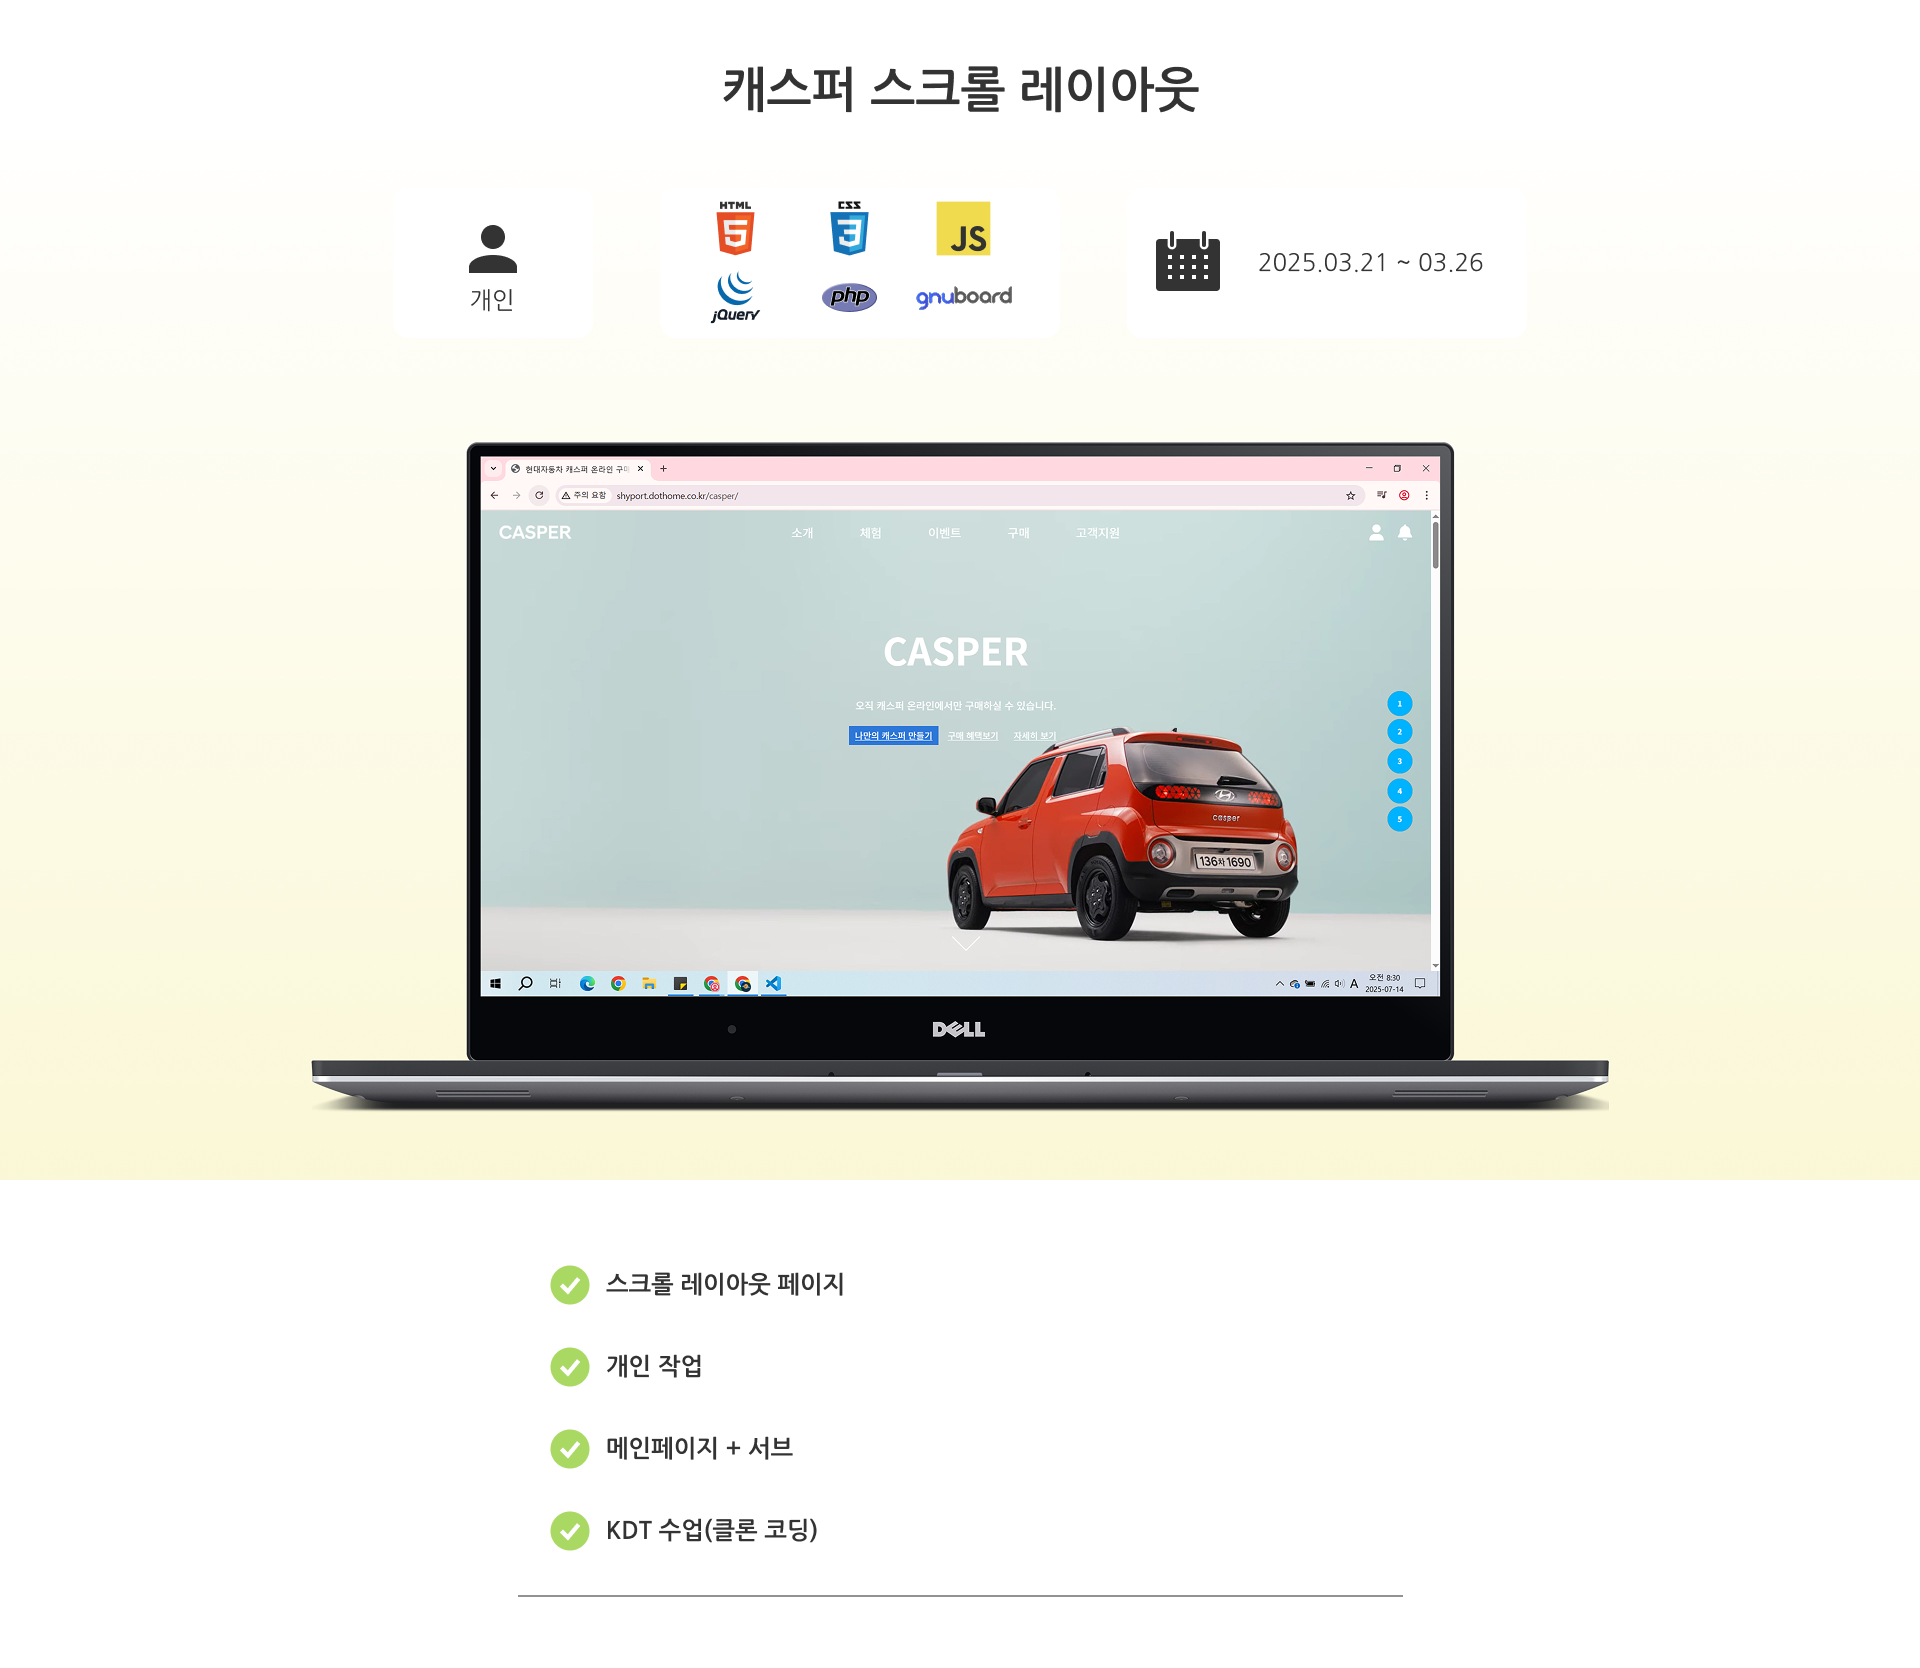 캐스퍼 스크롤 레이아웃
개인
HTML
5
CSS
3
JS
jQuery
php
gnuboard
2025.03.21 ~ 03.26
현대자동차 캐스퍼 온라인 구매
주의 요함
shyport.dothome.co.kr/casper/
CASPER
소개
체험
이벤트
구매
고객지원
CASPER
오직 캐스퍼 온라인에서만 구매하실 수 있습니다.
나만의 캐스퍼 만들기
구매 혜택보기
자세히 보기
1
2
3
4
5
casper
136차1690
A
오전 8:30
2025-07-14
DELL
스크롤 레이아웃 페이지
개인 작업
메인페이지 + 서브
KDT 수업(클론 코딩)